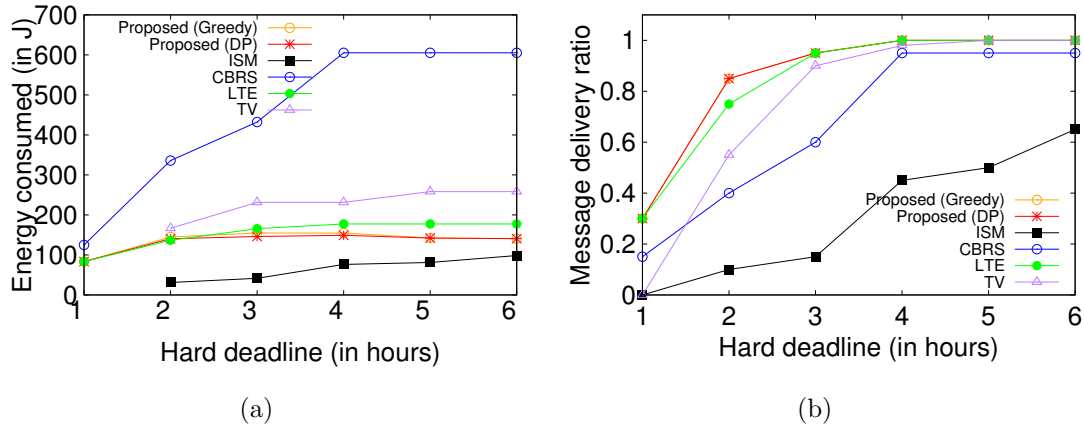 Energy consumed (in J)
700
600
500
400
300
200
100
0
Proposed (Greedy)
Proposed (DP)
ISM
CBRS
LTE
TV
1 2 3 4 5 6
Hard deadline (in hours)
(a)
Message delivery ratio
1
0.8
0.6
0.4
0.2
0
Proposed (Greedy)
Proposed (DP)
ISM
CBRS
LTE
TV
1 2 3 4 5 6
Hard deadline (in hours)
(b)